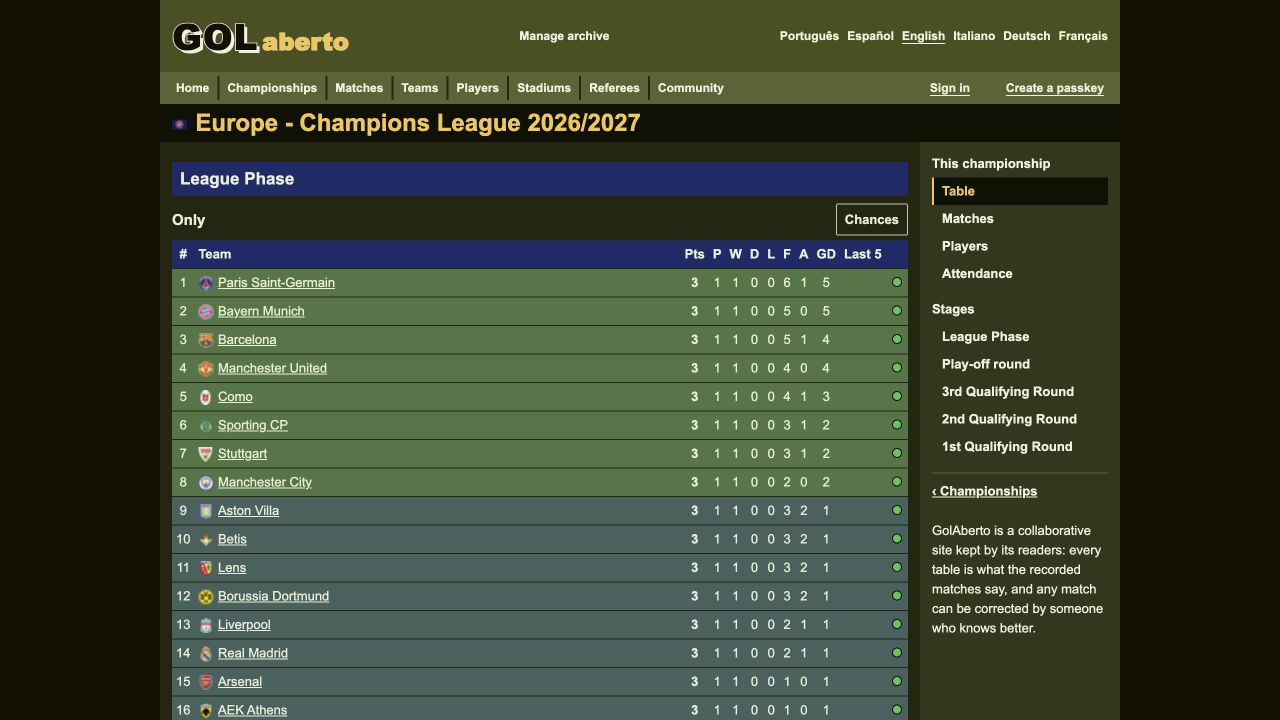 GOLaberto
Manage archive
Português Español English Italiano Deutsch Français
Home Championships Matches Teams Players Stadiums Referees Community Sign in Create a passkey
Europe - Champions League 2026/2027
League Phase
Only Chances
# Team Pts P W D L F A GD Last 5
1 Paris Saint-Germain 3 1 1 0 0 6 1 5
2 Bayern Munich 3 1 1 0 0 5 0 5
3 Barcelona 3 1 1 0 0 5 1 4
4 Manchester United 3 1 1 0 0 4 0 4
5 Como 3 1 1 0 0 4 1 3
6 Sporting CP 3 1 1 0 0 3 1 2
7 Stuttgart 3 1 1 0 0 3 1 2
8 Manchester City 3 1 1 0 0 2 0 2
9 Aston Villa 3 1 1 0 0 3 2 1
10 Betis 3 1 1 0 0 3 2 1
11 Lens 3 1 1 0 0 3 2 1
12 Borussia Dortmund 3 1 1 0 0 3 2 1
13 Liverpool 3 1 1 0 0 2 1 1
14 Real Madrid 3 1 1 0 0 2 1 1
15 Arsenal 3 1 1 0 0 1 0 1
16 AEK Athens 3 1 1 0 0 1 0 1
This championship
Table
Matches
Players
Attendance
Stages
League Phase
Play-off round
3rd Qualifying Round
2nd Qualifying Round
1st Qualifying Round
‹ Championships
GolAberto is a collaborative
site kept by its readers: every
table is what the recorded
matches say, and any match
can be corrected by someone
who knows better.